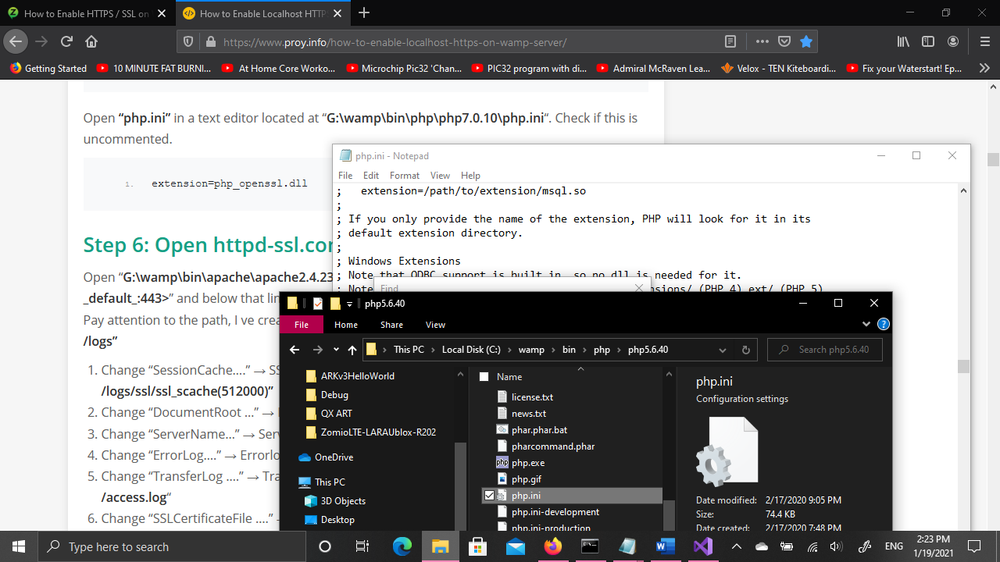 How to Enable HTTPS / SSL on
How to Enable Localhost HTTPS
https://www.proy.info/how-to-enable-localhost-https-on-wamp-server/
Getting Started
10 MINUTE FAT BURNI...
At Home Core Worko...
Microchip Pic32 'Chan...
PIC32 program with di...
Admiral McRaven Lea...
Velox - TEN Kiteboardi...
Fix your Waterstart! Ep...
Open “php.ini” in a text editor located at “G:\wamp\bin\php\php7.0.10\php.ini“. Check if this is
uncommented.
1. extension=php_openssl.dll
Step 6: Open httpd-ssl.con
Open “G:\wamp\bin\apache\apache2.4.23
_default_:443>” and below that lin
Pay attention to the path, I ve crea
/logs”
1. Change “SessionCache....” → SS
/logs/ssl/ssl_scache(512000)”
2. Change “DocumentRoot ...” →
3. Change “ServerName...” → Serv
4. Change “ErrorLog....” → Errorlo
5. Change “TransferLog ....” → Tra
/access.log“
6. Change “SSLCertificateFile ....” -
php.ini - Notepad
File Edit Format View Help
; extension=/path/to/extension/msql.so
;
; If you only provide the name of the extension, PHP will look for it in its
; default extension directory.
;
; Windows Extensions
; Note that ODBC support is built in, so no dll is needed for it.
; Note
nsions/ (PHP 4) ext/ (PHP 5)
Find
php5.6.40
File Home Share View
This PC > Local Disk (C:) > wamp > bin > php > php5.6.40
Search php5.6.40
ARKv3HelloWorld
Debug
QX ART
ZomioLTE-LARAUblox-R202
OneDrive
This PC
3D Objects
Desktop
Name
license.txt
news.txt
phar.phar.bat
pharcommand.phar
php.exe
php.gif
php.ini
php.ini-development
php.ini-production
php.ini
Configuration settings
Date modified: 2/17/2020 9:05 PM
Size: 74.4 KB
Date created: 2/17/2020 7:48 PM
Type here to search
ENG
2:23 PM
1/19/2021